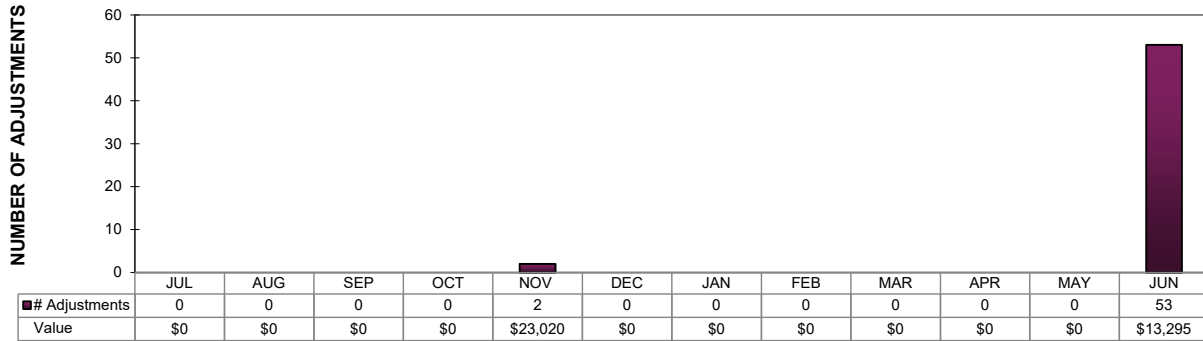 NUMBER OF ADJUSTMENTS
60
50
40
30
20
10
0
JUL AUG SEP OCT NOV DEC JAN FEB MAR APR MAY JUN
# Adjustments 0 0 0 0 2 0 0 0 0 0 0 53
Value $0 $0 $0 $0 $23,020 $0 $0 $0 $0 $0 $0 $13,295